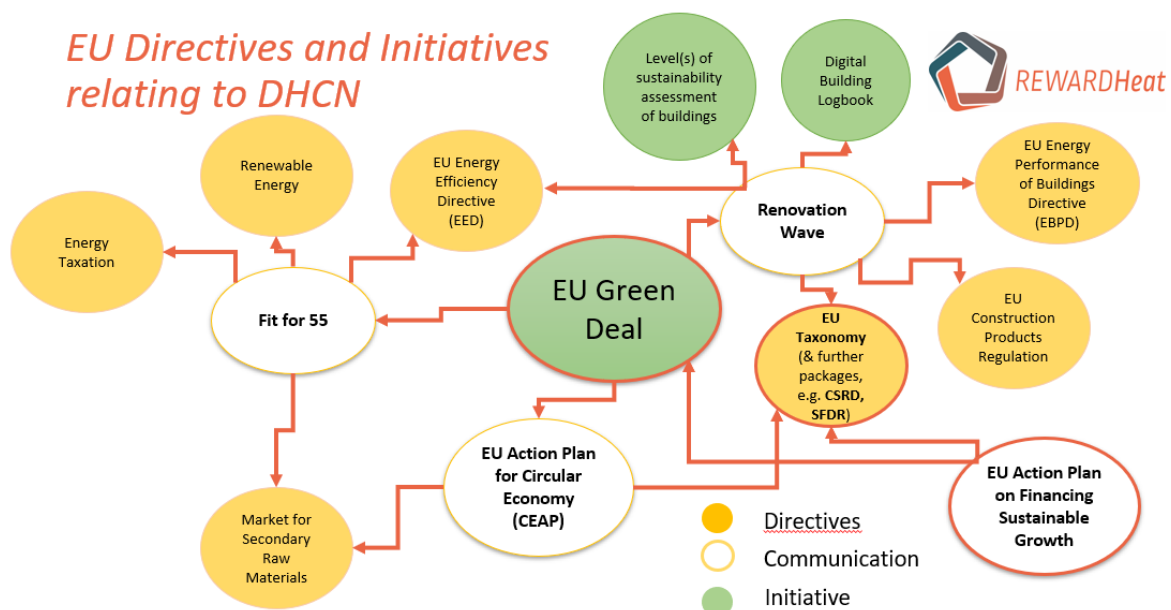 EU Directives and Initiatives
relating to DHCN
Level(s) of
sustainability
assessment
of buildings
Digital
Building
Logbook
REWARDHeat
Renewable
Energy
EU Energy
Efficiency
Directive
(EED)
EU Energy
Performance
of Buildings
Directive
(EBPD)
Energy
Taxation
Renovation
Wave
EU Green
Deal
Fit for 55
EU
Taxonomy
(& further
packages,
e.g. CSRD,
SFDR)
EU
Construction
Products
Regulation
EU Action Plan
for Circular
Economy
(CEAP)
EU Action Plan
on Financing
Sustainable
Growth
Market for
Secondary
Raw
Materials
Directives
Communication
Initiative